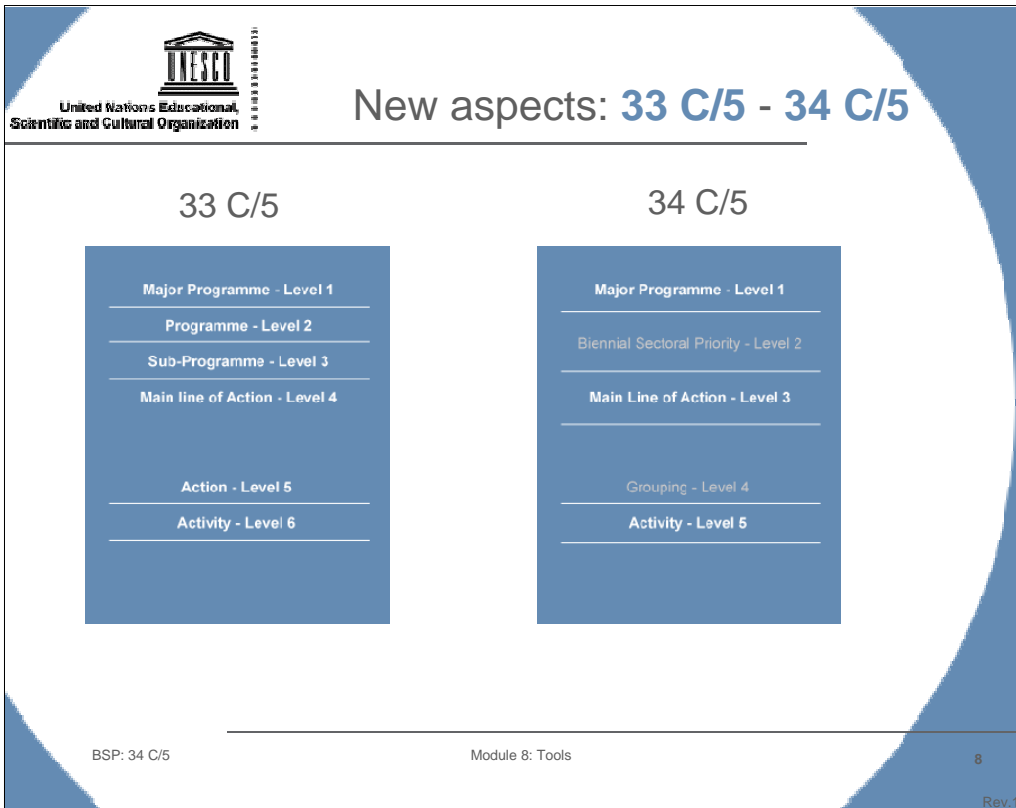 UNESCO
United Nations Educational,
Scientific and Cultural Organization
New aspects: 33 C/5 - 34 C/5
33 C/5
Major Programme - Level 1
Programme - Level 2
Sub-Programme - Level 3
Main line of Action - Level 4
Action - Level 5
Activity - Level 6
34 C/5
Major Programme - Level 1
Biennial Sectoral Priority - Level 2
Main Line of Action - Level 3
Grouping - Level 4
Activity - Level 5
BSP: 34 C/5
Module 8: Tools
8